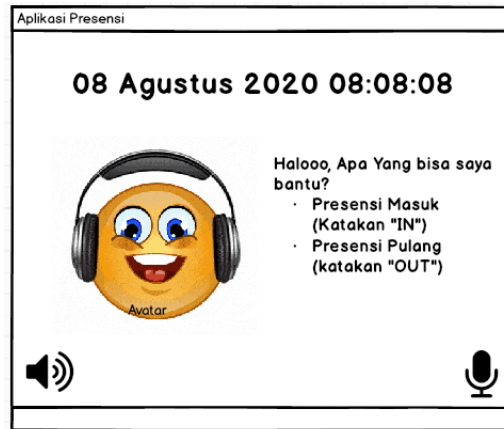 Aplikasi Presensi
08 Agustus 2020 08:08:08
Halooo, Apa Yang bisa saya
bantu?
· Presensi Masuk
(Katakan "IN")
· Presensi Pulang
(katakan "OUT")
Avatar